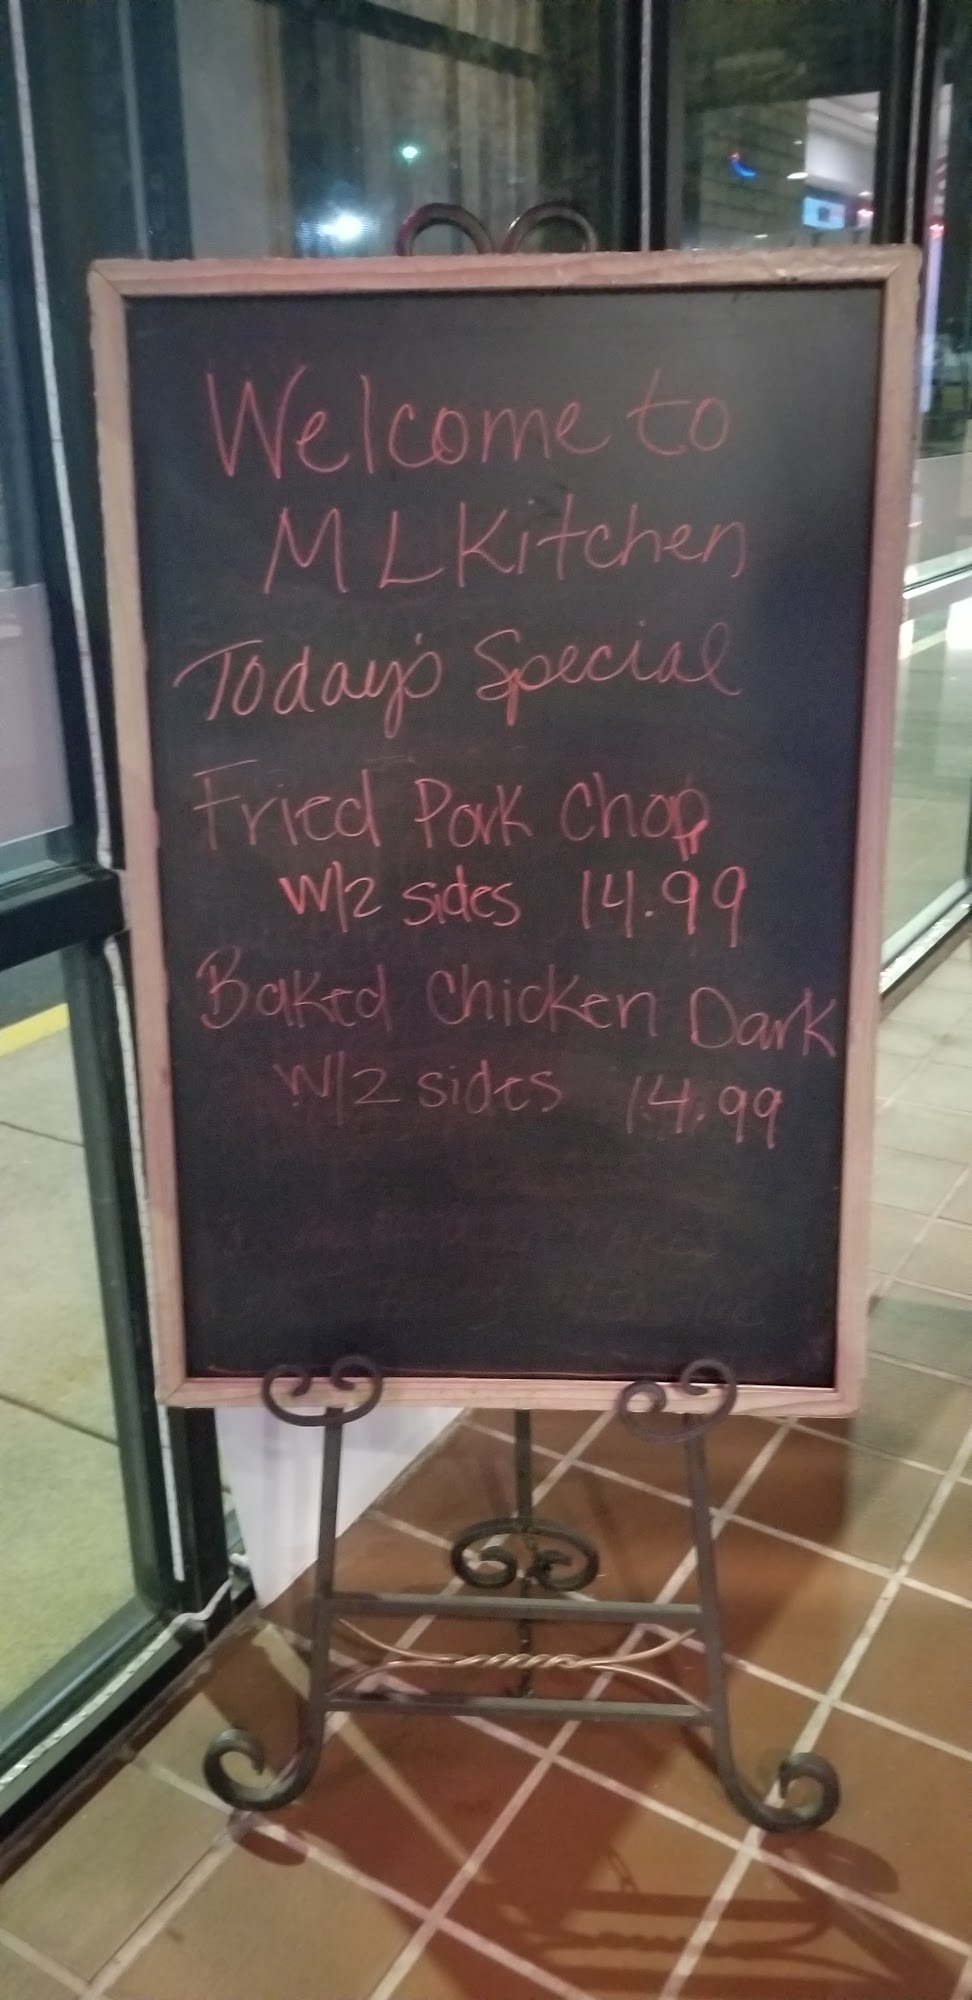 Welcome to
ML Kitchen
Today's Special
Fried Pork Chop
W/2 sides 14.99
Baked Chicken Dark
W/2 sides 14.99